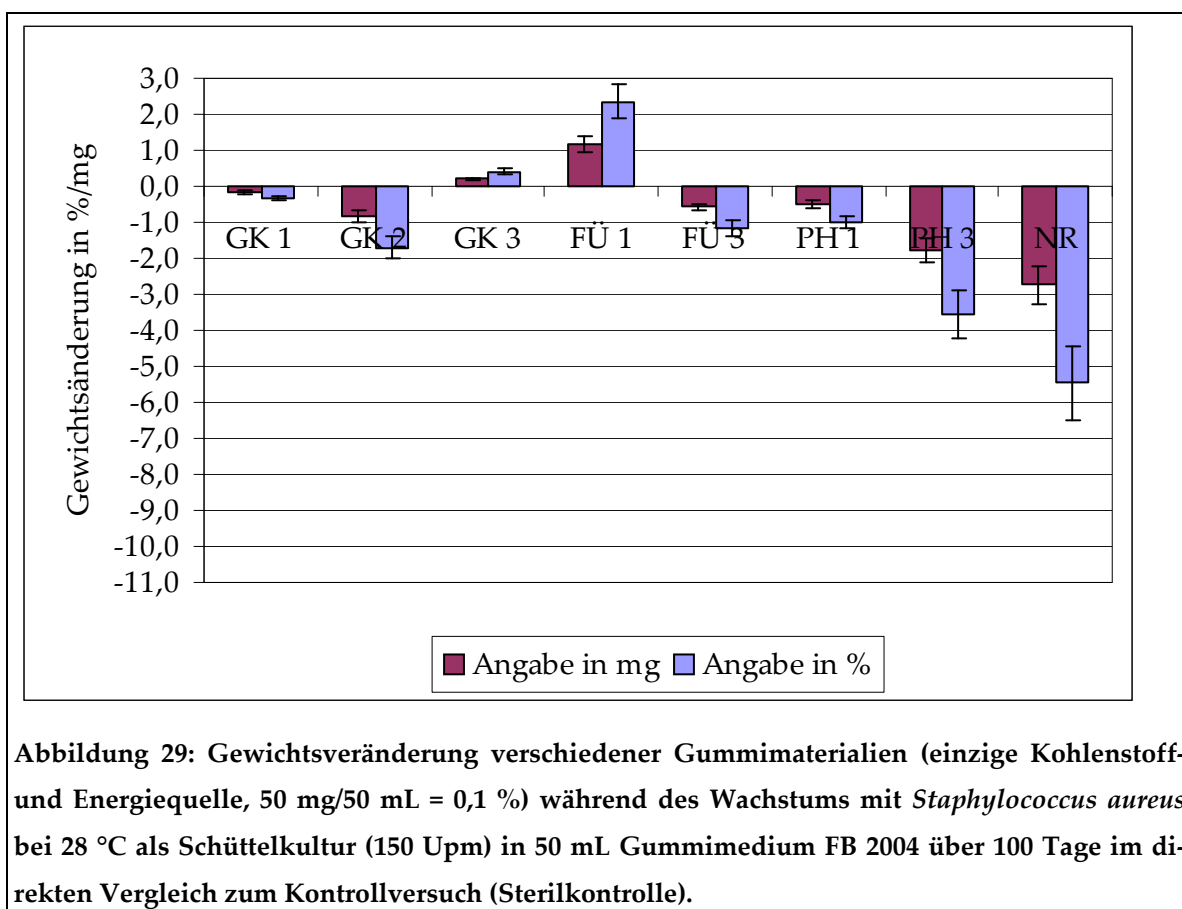 3,0
2,0
1,0
0,0
-1,0
-2,0
-3,0
-4,0
-5,0
-6,0
-7,0
-8,0
-9,0
-10,0
-11,0
Gewichtsänderung in %/mg
GK 1 GK 2 GK 3 FÜ 1 FÜ 3 PH 1 PH 3 NR
Angabe in mg Angabe in %
Abbildung 29: Gewichtsveränderung verschiedener Gummimaterialien (einzige Kohlenstoff-
und Energiequelle, 50 mg/50 mL = 0,1 %) während des Wachstums mit Staphylococcus aureus
bei 28 °C als Schüttelkultur (150 Upm) in 50 mL Gummimedium FB 2004 über 100 Tage im di-
rekten Vergleich zum Kontrollversuch (Sterilkontrolle).